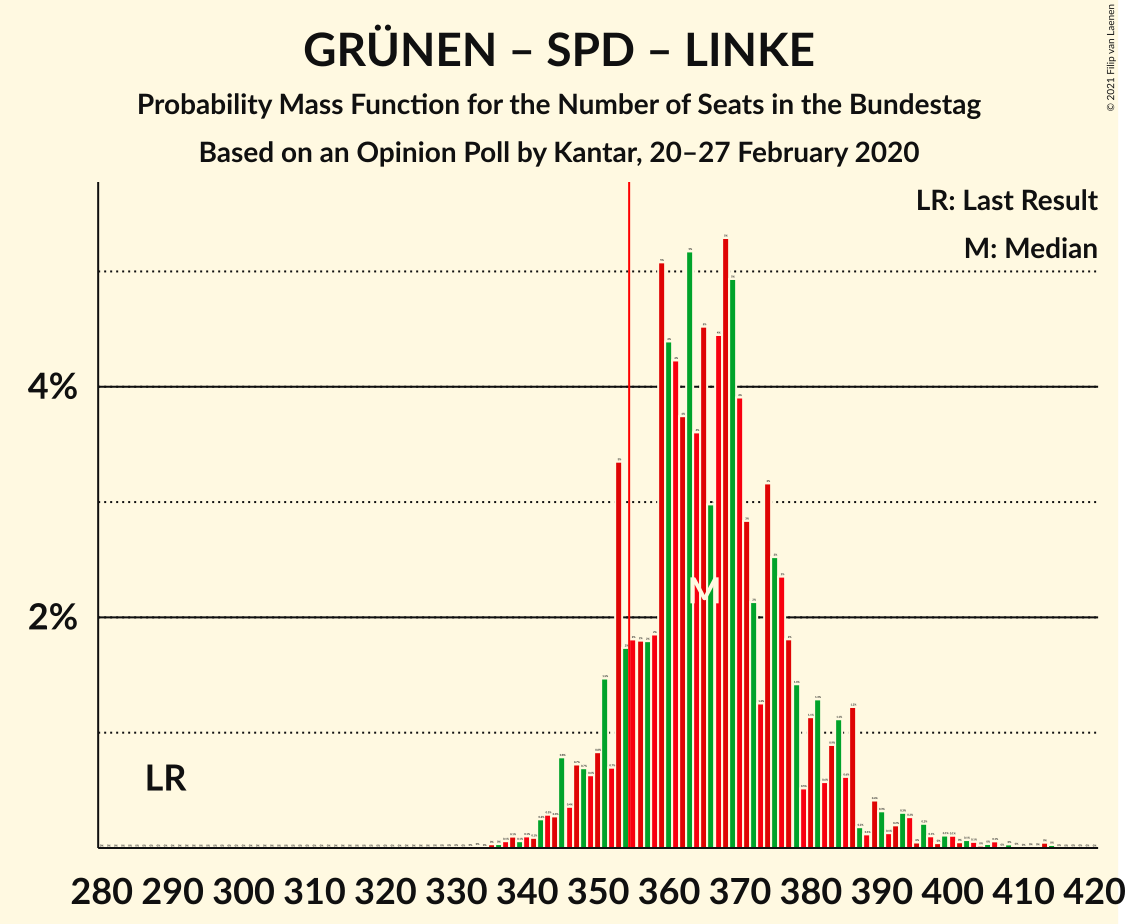 GRÜNEN – SPD – LINKE
Probability Mass Function for the Number of Seats in the Bundestag
Based on an Opinion Poll by Kantar, 20–27 February 2020
© 2021 Filip van Laenen
LR: Last Result
M: Median
4%
2%
M
LR
280 290 300 310 320 330 340 350 360 370 380 390 400 410 420